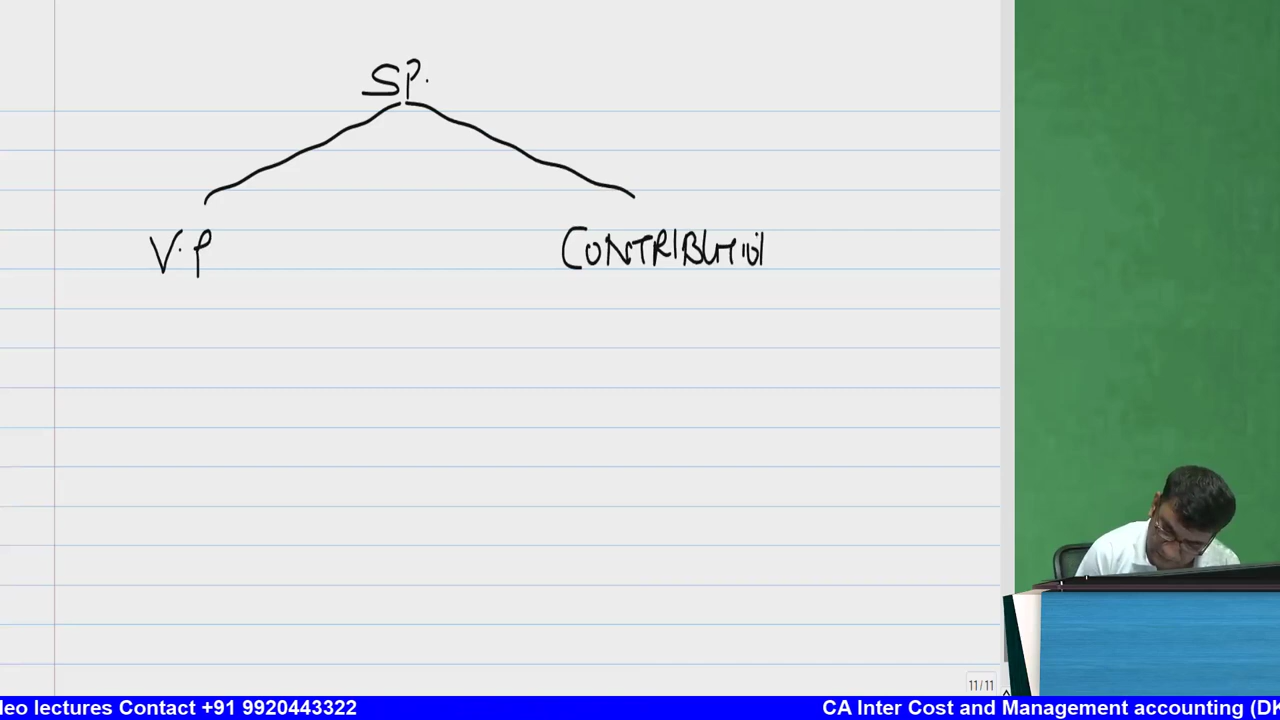 SP.
V.P
CONTRIBUTION
11/11
leo lectures Contact +91 9920443322
CA Inter Cost and Management accounting (DK